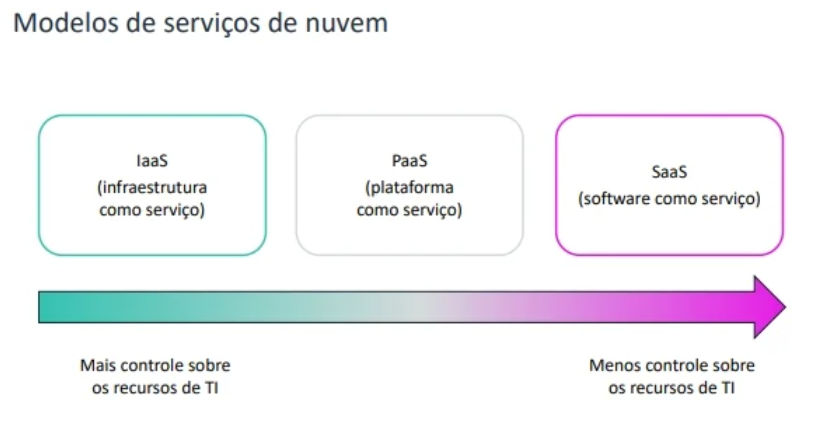 Modelos de serviços de nuvem
IaaS
(infraestrutura
como serviço)
PaaS
(plataforma
como serviço)
SaaS
(software como serviço)
Mais controle sobre
os recursos de TI
Menos controle sobre
os recursos de TI